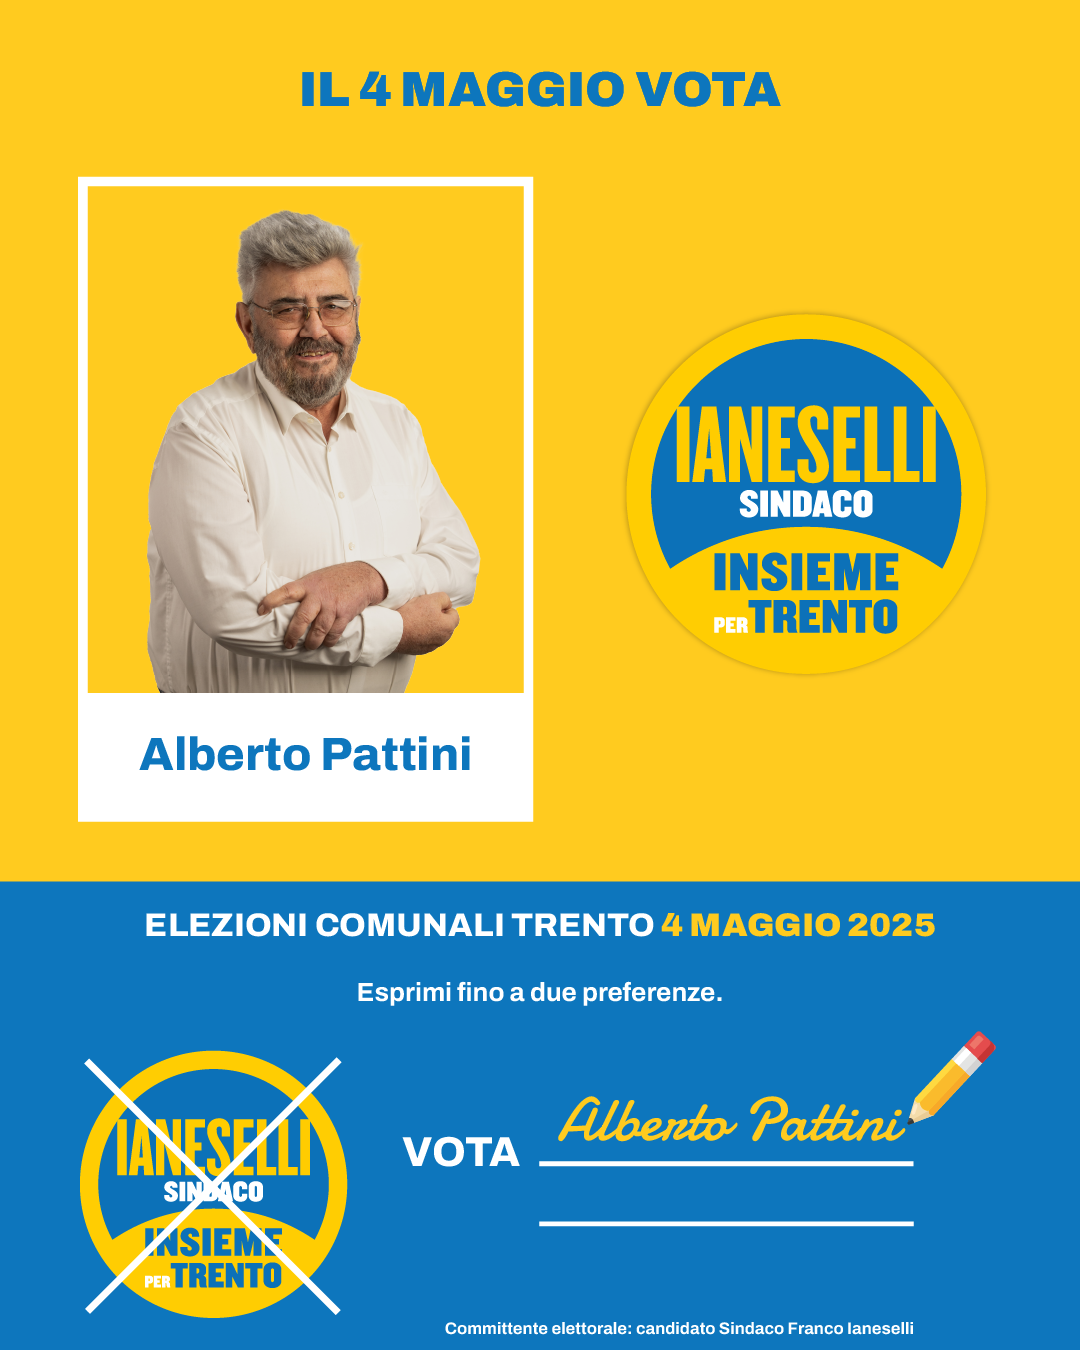 IL 4 MAGGIO VOTA
IANESELLI
SINDACO
INSIEME
PER TRENTO
Alberto Pattini
ELEZIONI COMUNALI TRENTO 4 MAGGIO 2025
Esprimi fino a due preferenze.
IANESELLI
SINDACO
INSIEME
PER TRENTO
VOTA
Alberto Pattini
Committente elettorale: candidato Sindaco Franco Ianeselli